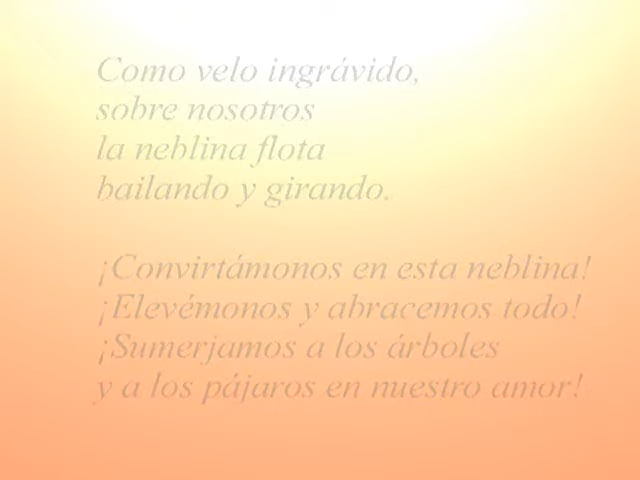 Como velo ingrávido,
sobre nosotros
la neblina flota
bailando y girando.
¡Convirtámonos en esta neblina!
¡Elevémonos y abracemos todo!
¡Sumerjamos a los árboles
y a los pájaros en nuestro amor!